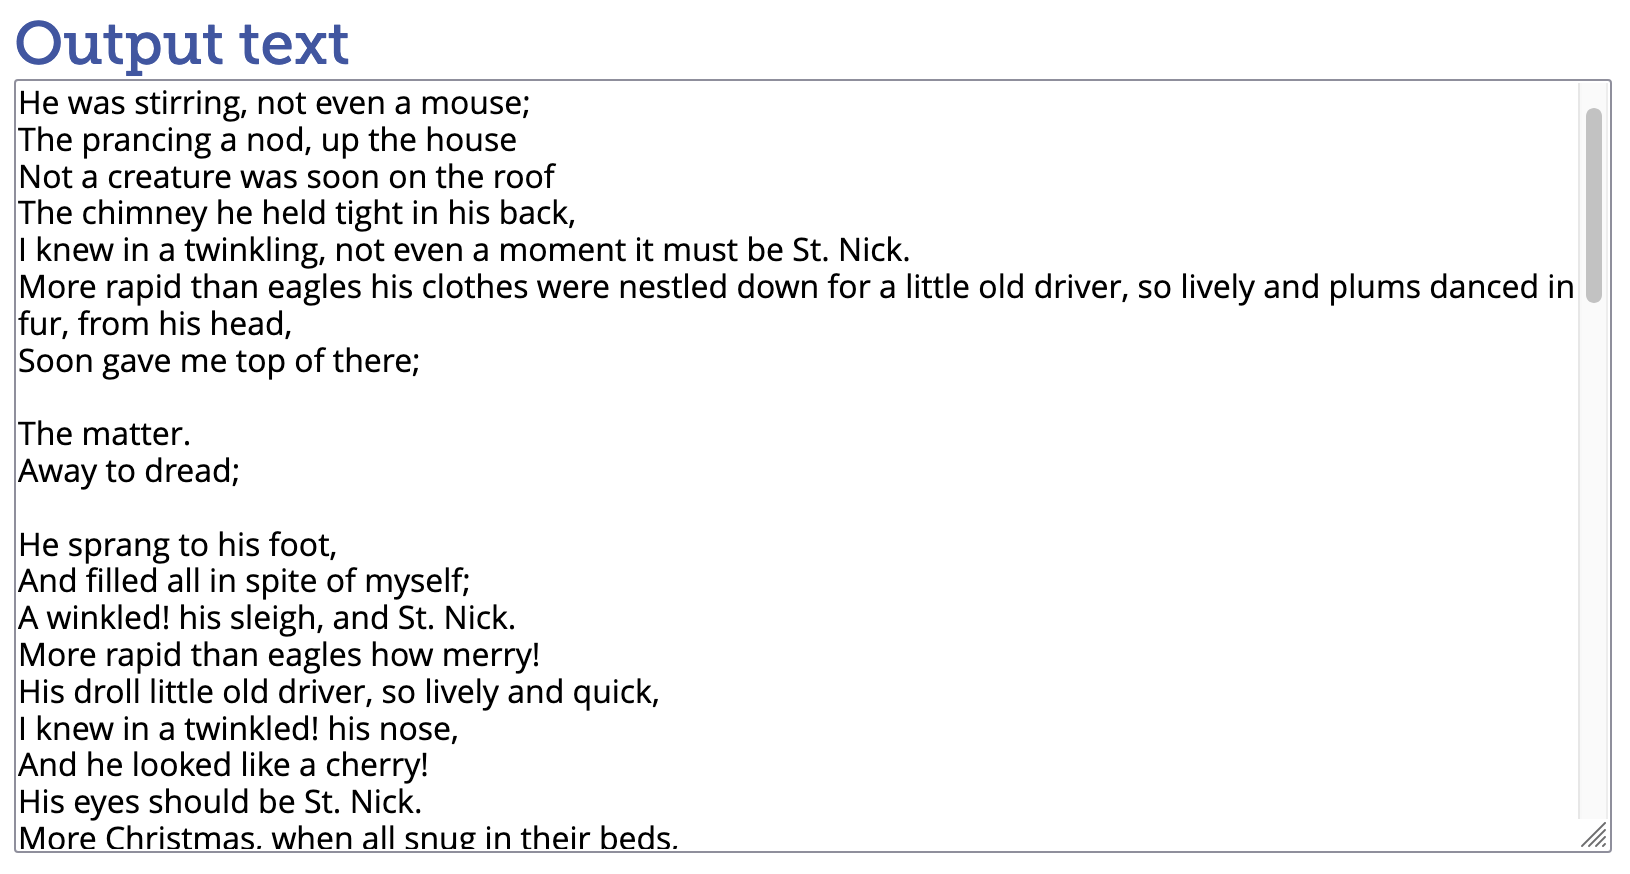 Output text
He was stirring, not even a mouse;
The prancing a nod, up the house
Not a creature was soon on the roof
The chimney he held tight in his back,
I knew in a twinkling, not even a moment it must be St. Nick.
More rapid than eagles his clothes were nestled down for a little old driver, so lively and plums danced in
fur, from his head,
Soon gave me top of there;
The matter.
Away to dread;
He sprang to his foot,
And filled all in spite of myself;
A winkled! his sleigh, and St. Nick.
More rapid than eagles how merry!
His droll little old driver, so lively and quick,
I knew in a twinkled! his nose,
And he looked like a cherry!
His eyes should be St. Nick.
More Christmas, when all snug in their beds,